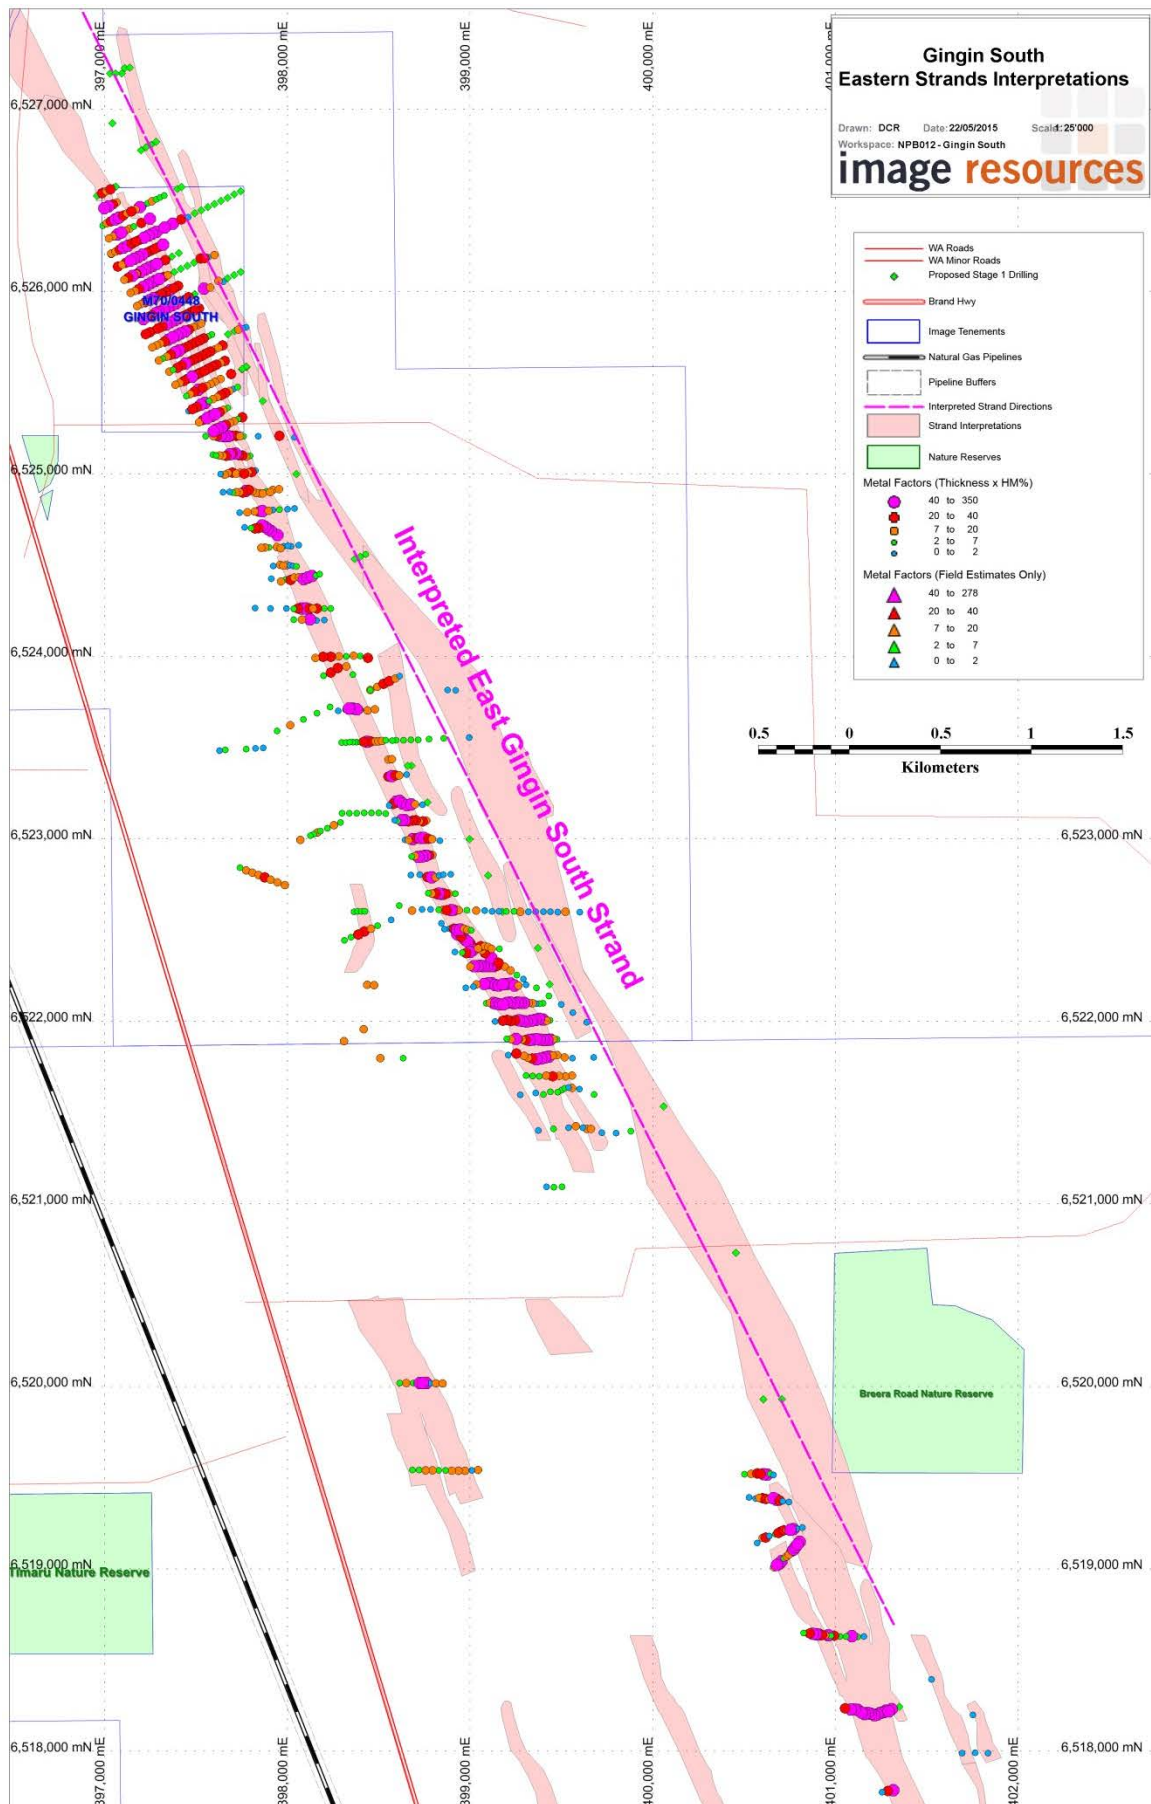 Gingin South
Eastern Strands Interpretations
Drawn: DCR Date: 22/05/2015 Scale: 1: 25'000
Workspace: NPB012 - Gingin South
image resources
WA Roads
WA Minor Roads
Proposed Stage 1 Drilling
Brand Hwy
Image Tenements
Natural Gas Pipelines
Pipeline Buffers
Interpreted Strand Directions
Strand Interpretations
Nature Reserves
Metal Factors (Thickness x HM%)
40 to 350
20 to 40
7 to 20
2 to 7
0 to 2
Metal Factors (Field Estimates Only)
40 to 278
20 to 40
7 to 20
2 to 7
0 to 2
0.5 0 0.5 1 1.5
Kilometers
397,000 mE
398,000 mE
399,000 mE
400,000 mE
6,527,000 mN
6,526,000 mN
M70/0448
GINGIN SOUTH
6,525,000 mN
6,524,000 mN
Interpreted East Gingin South Strand
6,523,000 mN
6,523,000 mN
6,522,000 mN
6,522,000 mN
6,521,000 mN
6,521,000 mN
6,520,000 mN
6,520,000 mN
Breera Road Nature Reserve
6,519,000 mN
6,519,000 mN
Timaru Nature Reserve
6,518,000 mN
6,518,000 mN
397,000 mE
398,000 mE
399,000 mE
400,000 mE
401,000 mE
402,000 mE